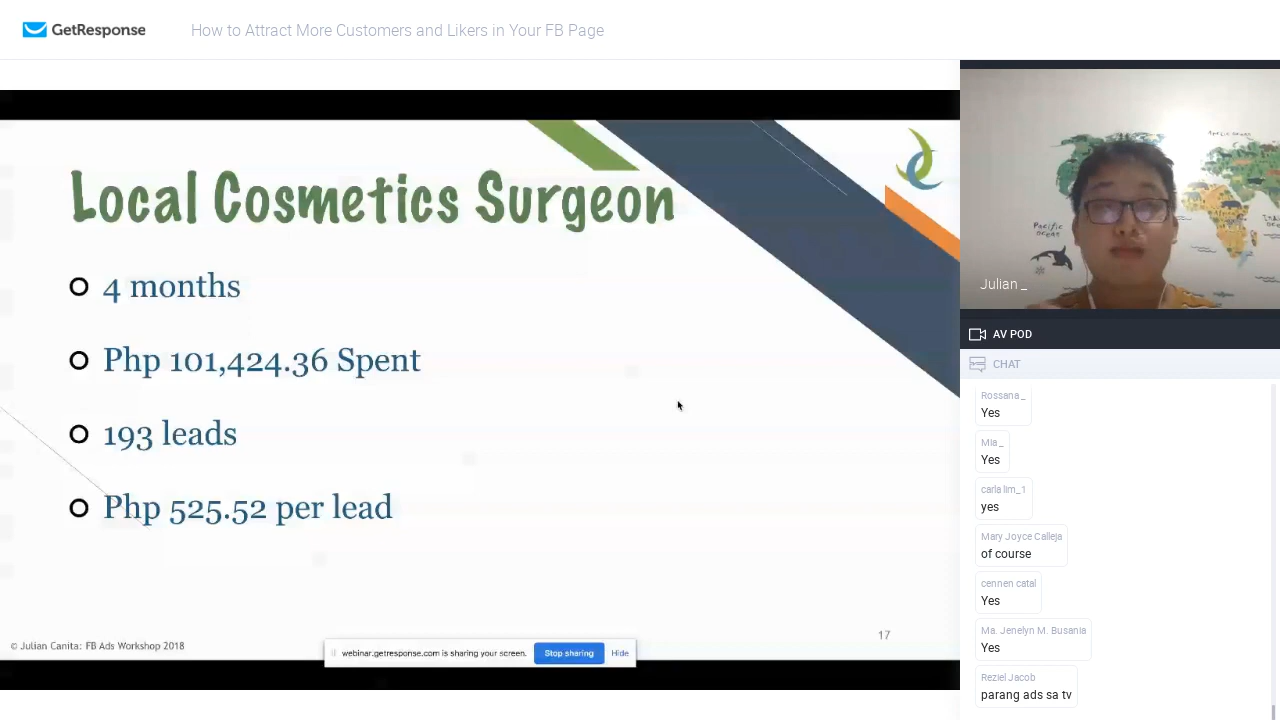 GetResponse
How to Attract More Customers and Likers in Your FB Page
Local Cosmetics Surgeon
4 months
Php 101,424.36 Spent
193 leads
Php 525.52 per lead
© Julian Canita: FB Ads Workshop 2018
17
webinar.getresponse.com is sharing your screen.
Stop sharing
Hide
Pacific
Ocean
Julian _
AV POD
CHAT
Rossana _
Yes
Mia _
Yes
carla lim_1
yes
Mary Joyce Calleja
of course
cennen catal
Yes
Ma. Jenelyn M. Busania
Yes
Reziel Jacob
parang ads sa tv